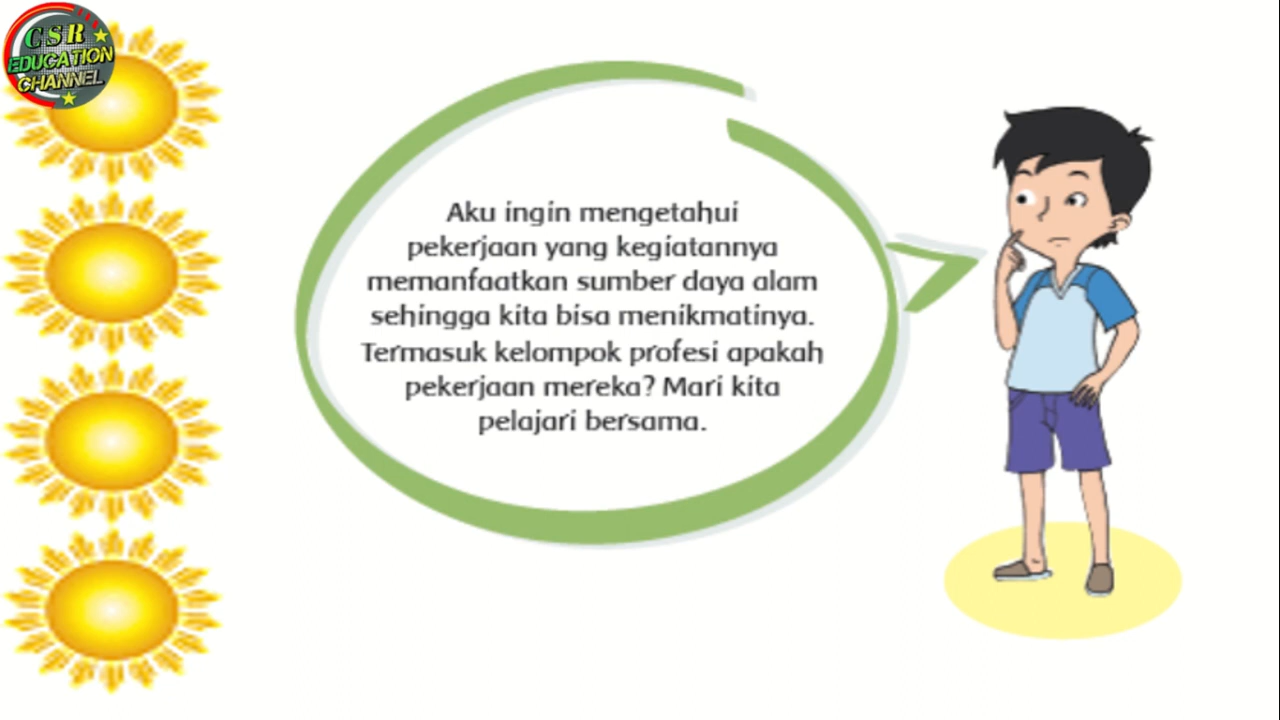 CSR
EDUCATION
CHANNEL
Aku ingin mengetahui
pekerjaan yang kegiatannya
memanfaatkan sumber daya alam
sehingga kita bisa menikmatinya.
Termasuk kelompok profesi apakah
pekerjaan mereka? Mari kita
pelajari bersama.